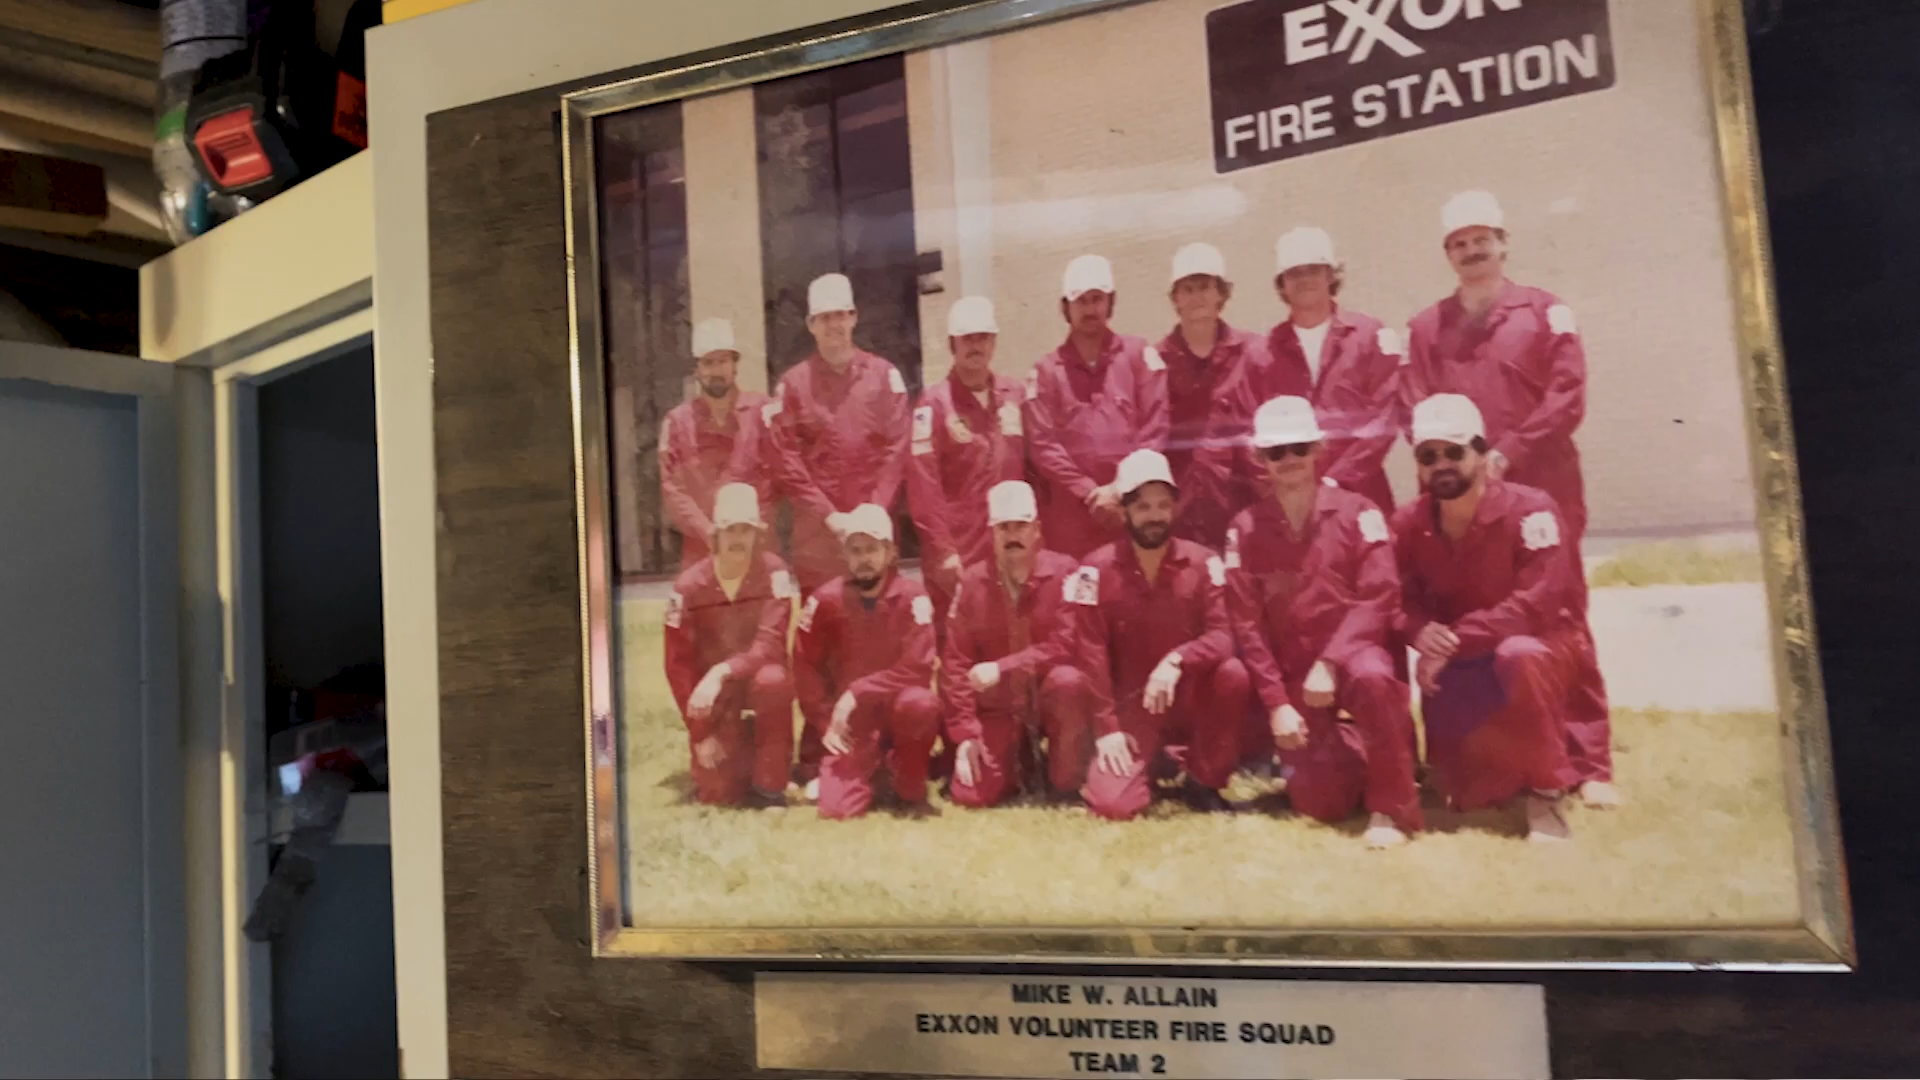 EXXON
FIRE STATION
MIKE W. ALLAIN
EXXON VOLUNTEER FIRE SQUAD
TEAM 2